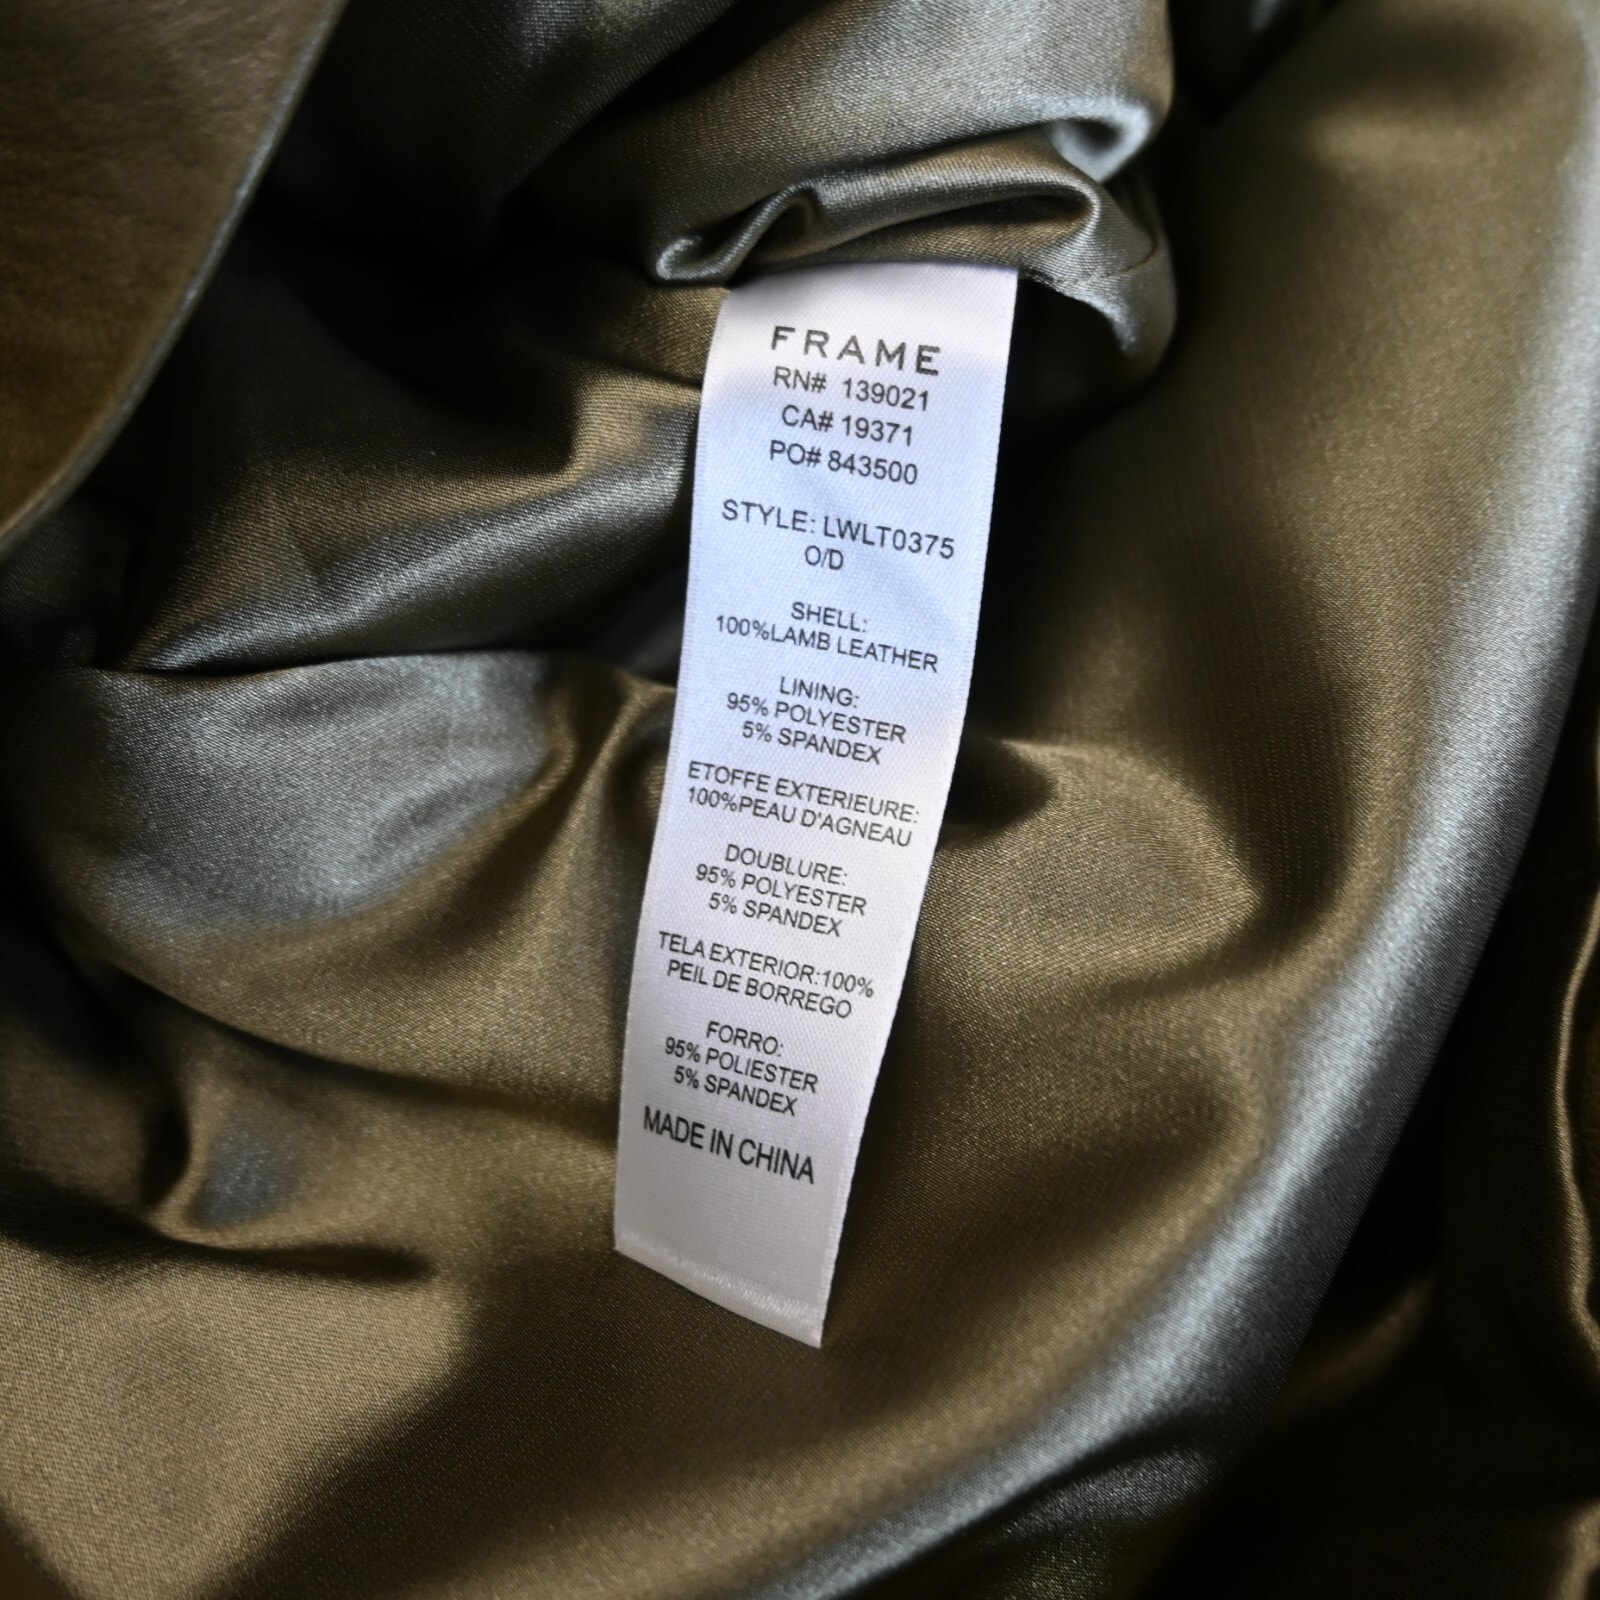 FRAME
RN# 139021
CA# 19371
PO# 843500
STYLE: LWLT0375
O/D
SHELL:
100%LAMB LEATHER
LINING:
95% POLYESTER
5% SPANDEX
ETOFFE EXTERIEURE:
100%PEAU D'AGNEAU
DOUBLURE:
95% POLYESTER
5% SPANDEX
TELA EXTERIOR:100%
PEIL DE BORREGO
FORRO:
95% POLIESTER
5% SPANDEX
MADE IN CHINA